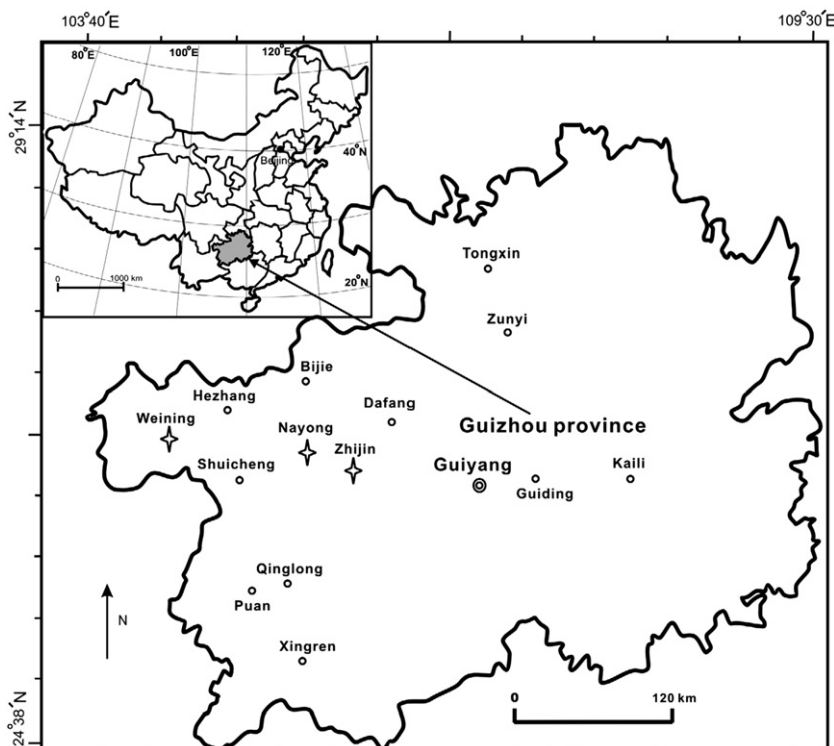 103°40′E
109°30′E
29°14′N
24°38′N
80°E
100°E
120°E
40°N
20°N
Beijing
0
1000 km
Tongxin
Zunyi
Bijie
Hezhang
Dafang
Weining
Nayong
Guizhou province
Zhijin
Shuicheng
Guiyang
Kaili
Guiding
Qinglong
Puan
N
Xingren
0
120 km